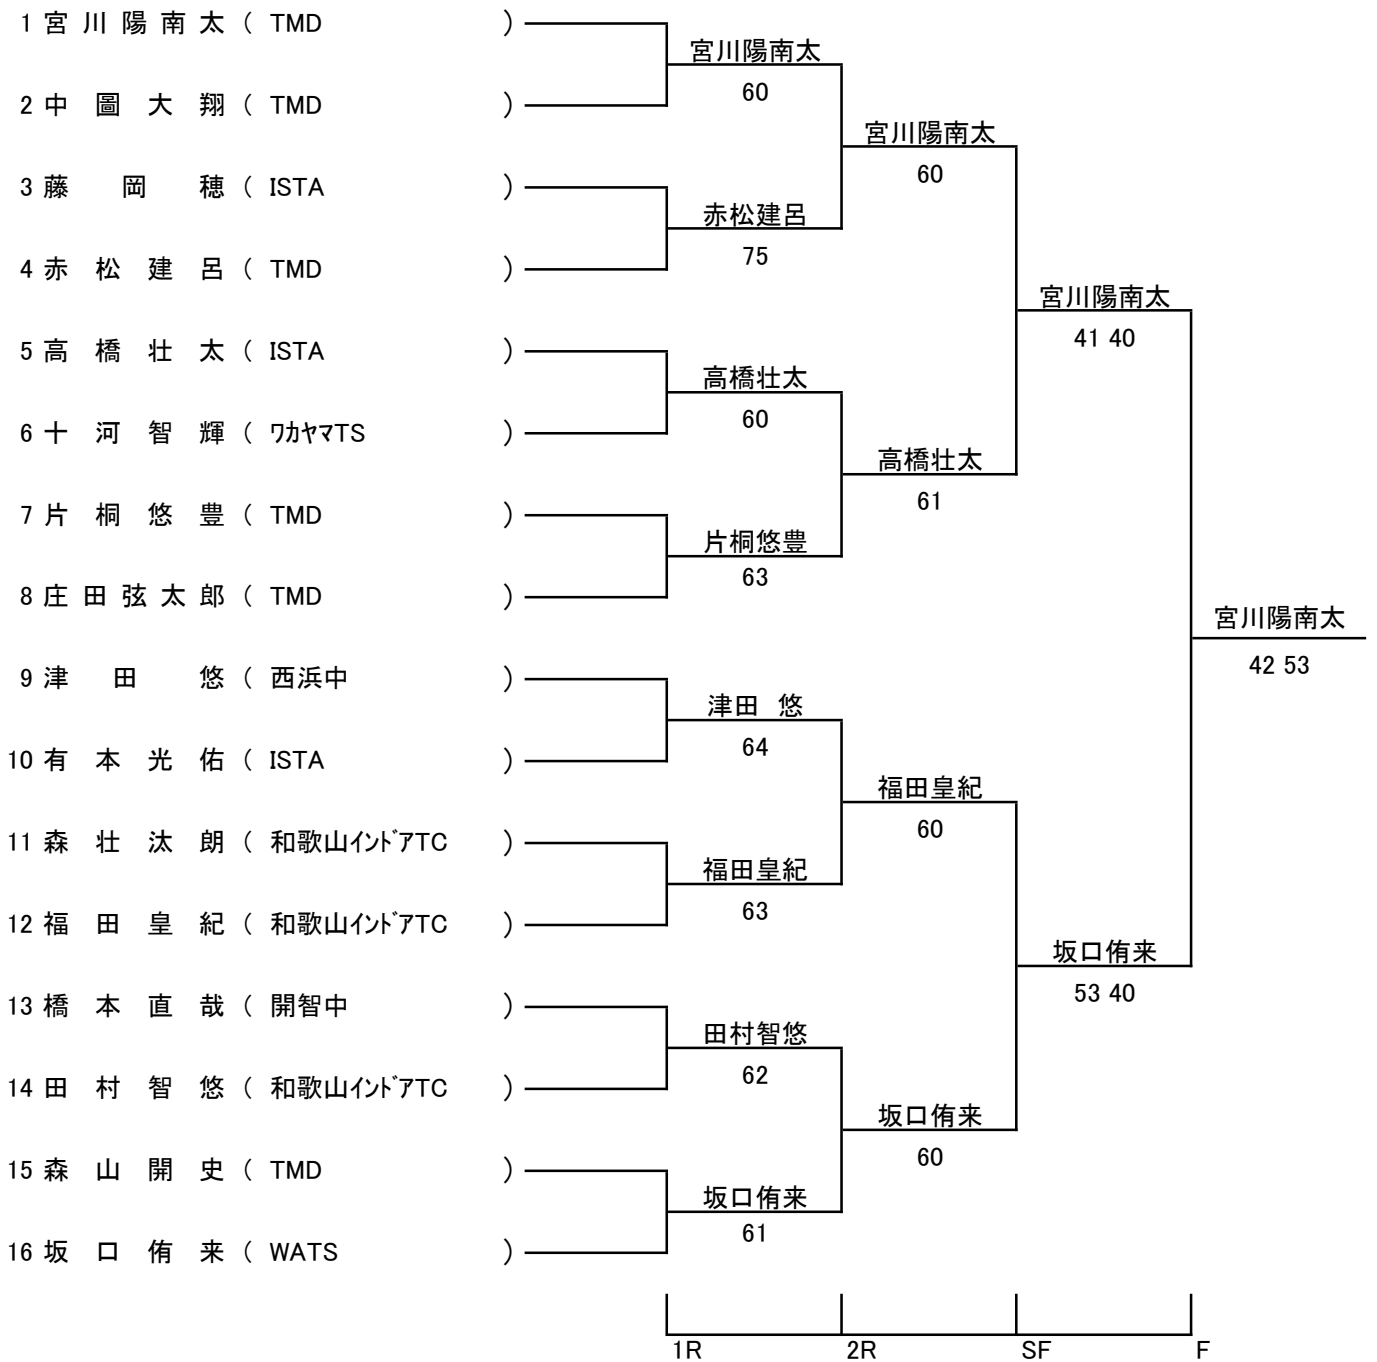 1 宮川陽南太 ( TMD )
宮川陽南太
60
2 中圖大翔 ( TMD )
宮川陽南太
60
3 藤岡穂 ( ISTA )
赤松建呂
75
4 赤松建呂 ( TMD )
宮川陽南太
41 40
5 高橋壮太 ( ISTA )
高橋壮太
60
6 十河智輝 ( ワカヤマTS )
高橋壮太
61
7 片桐悠豊 ( TMD )
片桐悠豊
63
8 庄田弦太郎 ( TMD )
宮川陽南太
42 53
9 津田悠 ( 西浜中 )
津田 悠
64
10 有本光佑 ( ISTA )
福田皇紀
60
11 森壮汰朗 ( 和歌山インドアTC )
福田皇紀
63
12 福田皇紀 ( 和歌山インドアTC )
坂口侑来
53 40
13 橋本直哉 ( 開智中 )
田村智悠
62
14 田村智悠 ( 和歌山インドアTC )
坂口侑来
60
15 森山開史 ( TMD )
坂口侑来
61
16 坂口侑来 ( WATS )
1R 2R SF F